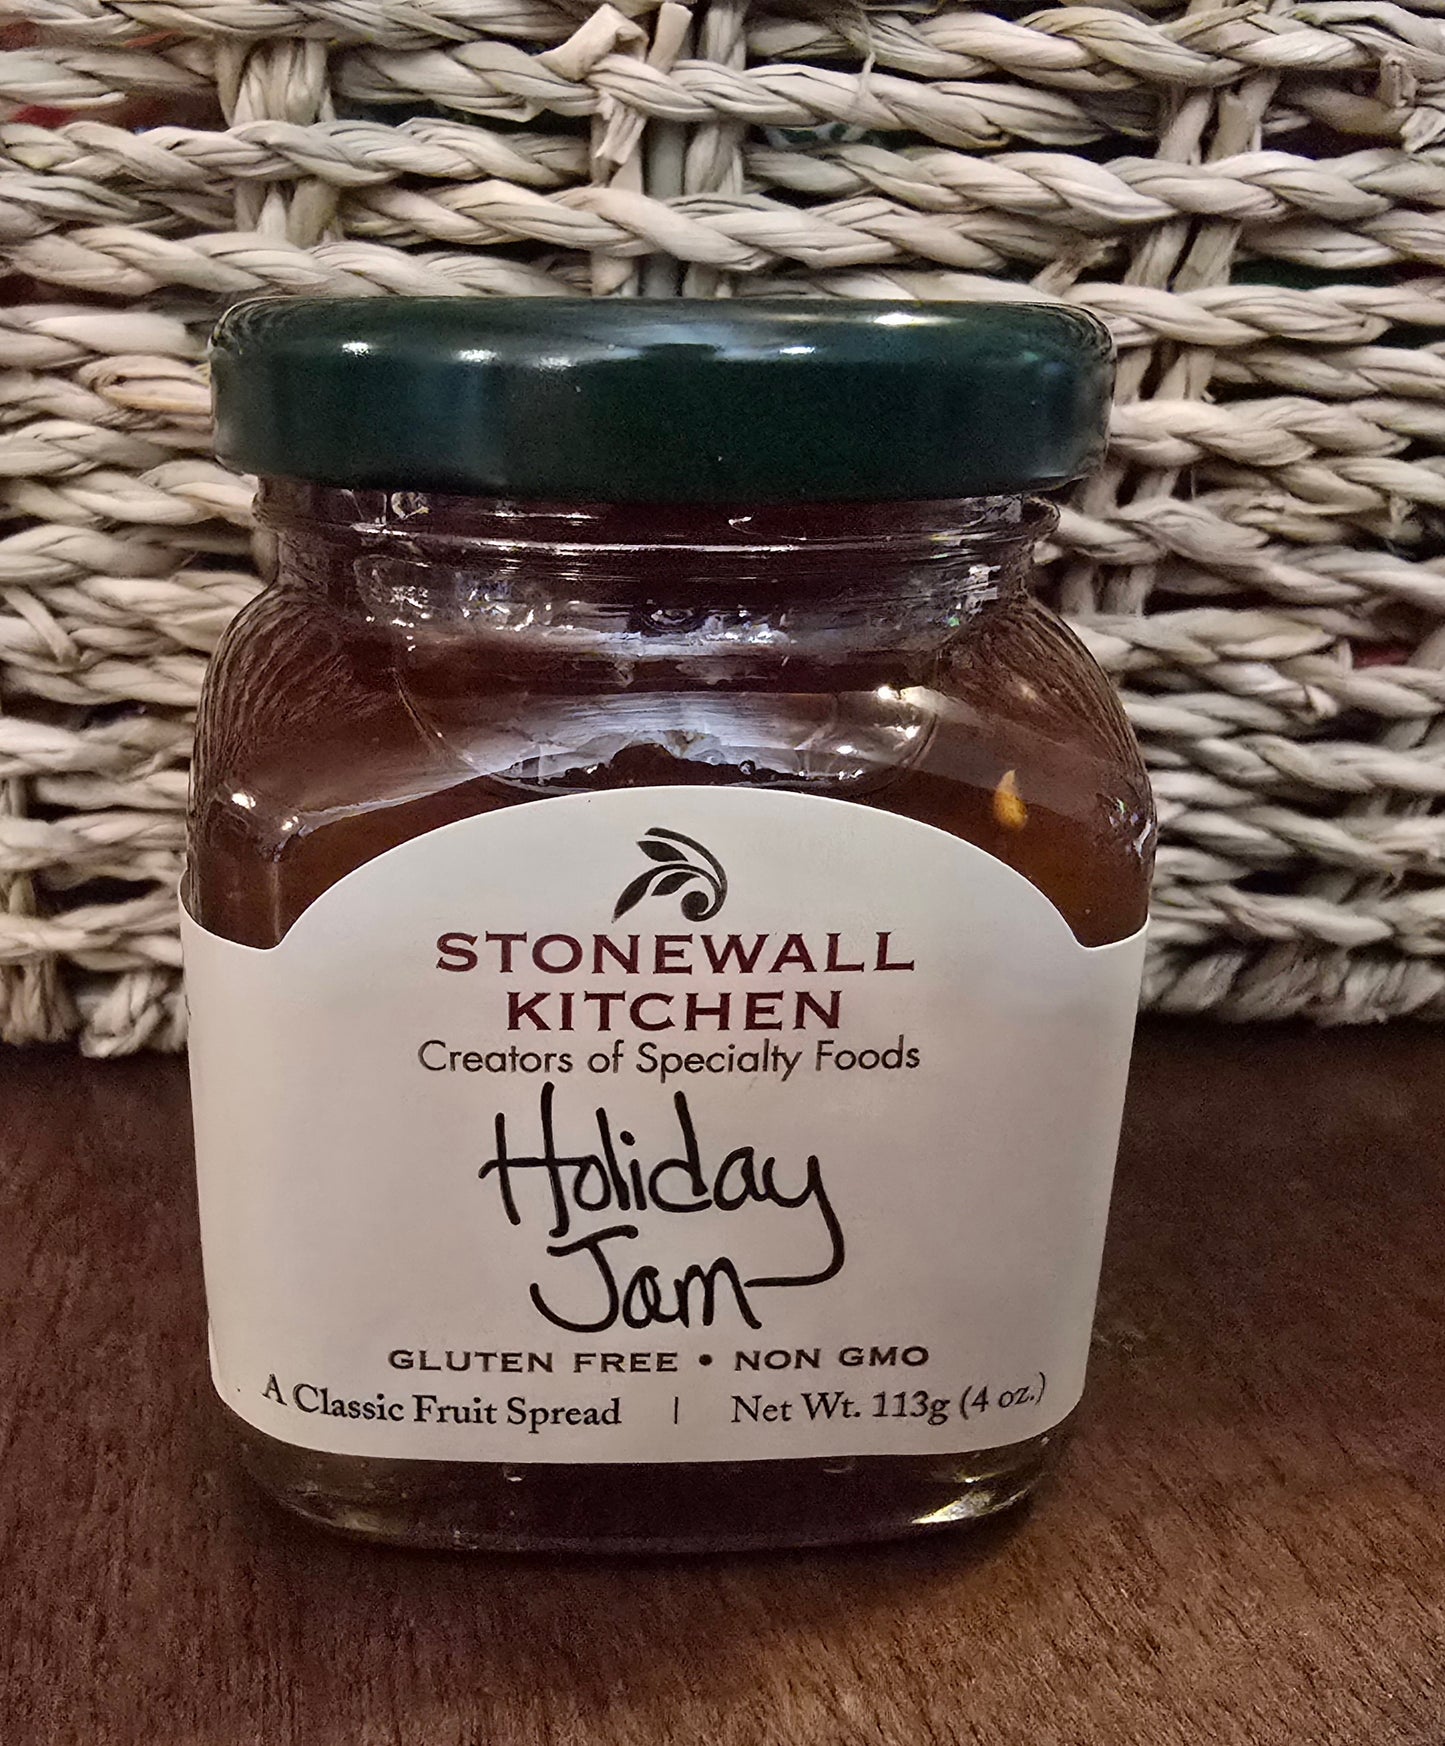 STONEWALL
KITCHEN
Creators of Specialty Foods
Holiday
Jam
GLUTEN FREE • NON GMO
A Classic Fruit Spread | Net Wt. 113g (4 oz.)